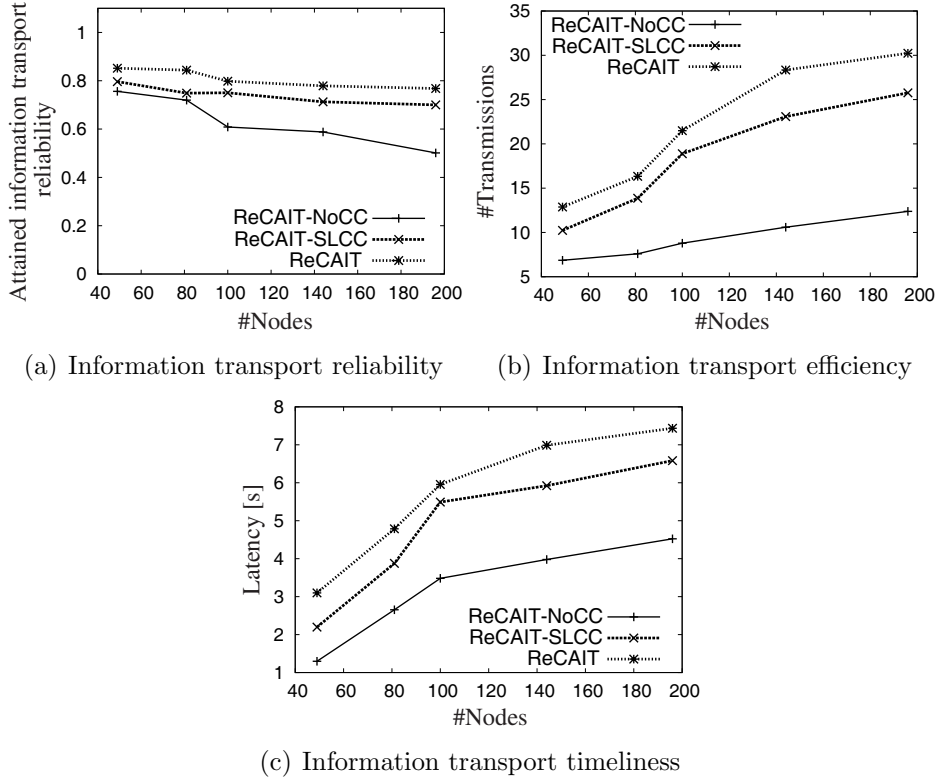 1
0.8
0.6
0.4
0.2
0
Attained information transport
reliability
ReCAIT-NoCC
ReCAIT-SLCC
ReCAIT
40 60 80 100 120 140 160 180 200
#Nodes
(a) Information transport reliability
35
30
25
20
15
10
5
#Transmissions
ReCAIT-NoCC
ReCAIT-SLCC
ReCAIT
40 60 80 100 120 140 160 180 200
#Nodes
(b) Information transport efficiency
8
7
6
5
4
3
2
1
Latency [s]
ReCAIT-NoCC
ReCAIT-SLCC
ReCAIT
40 60 80 100 120 140 160 180 200
#Nodes
(c) Information transport timeliness